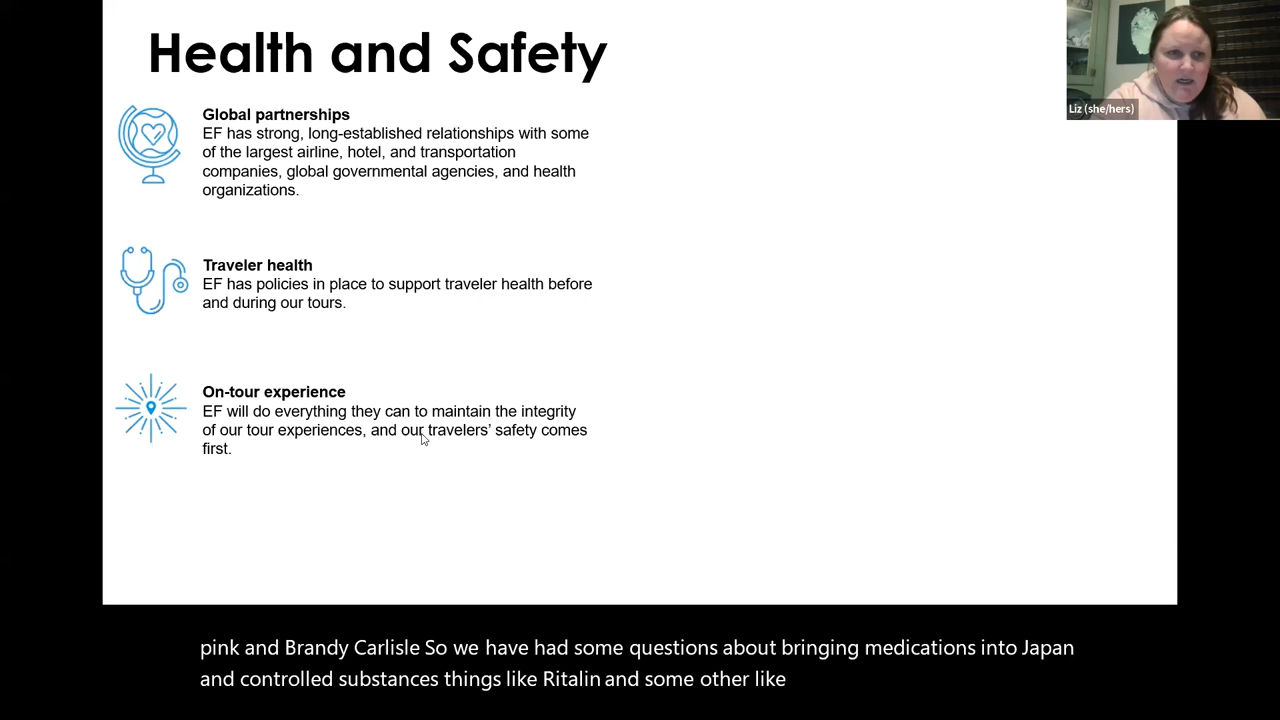 Health and Safety
Liz (she/hers)
Global partnerships
EF has strong, long-established relationships with some
of the largest airline, hotel, and transportation
companies, global governmental agencies, and health
organizations.
Traveler health
EF has policies in place to support traveler health before
and during our tours.
On-tour experience
EF will do everything they can to maintain the integrity
of our tour experiences, and our travelers’ safety comes
first.
pink and Brandy Carlisle So we have had some questions about bringing medications into Japan
and controlled substances things like Ritalin and some other like